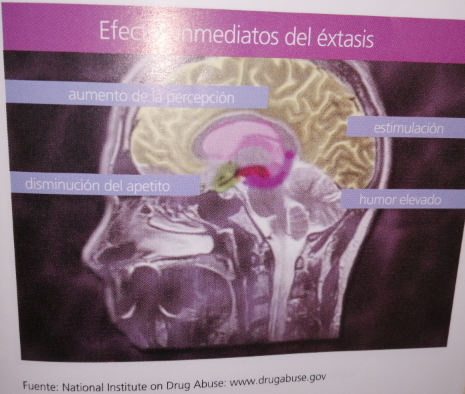 Efectos inmediatos del éxtasis
aumento de la percepción
estimulación
disminución del apetito
humor elevado
Fuente: National Institute on Drug Abuse: www.drugabuse.gov